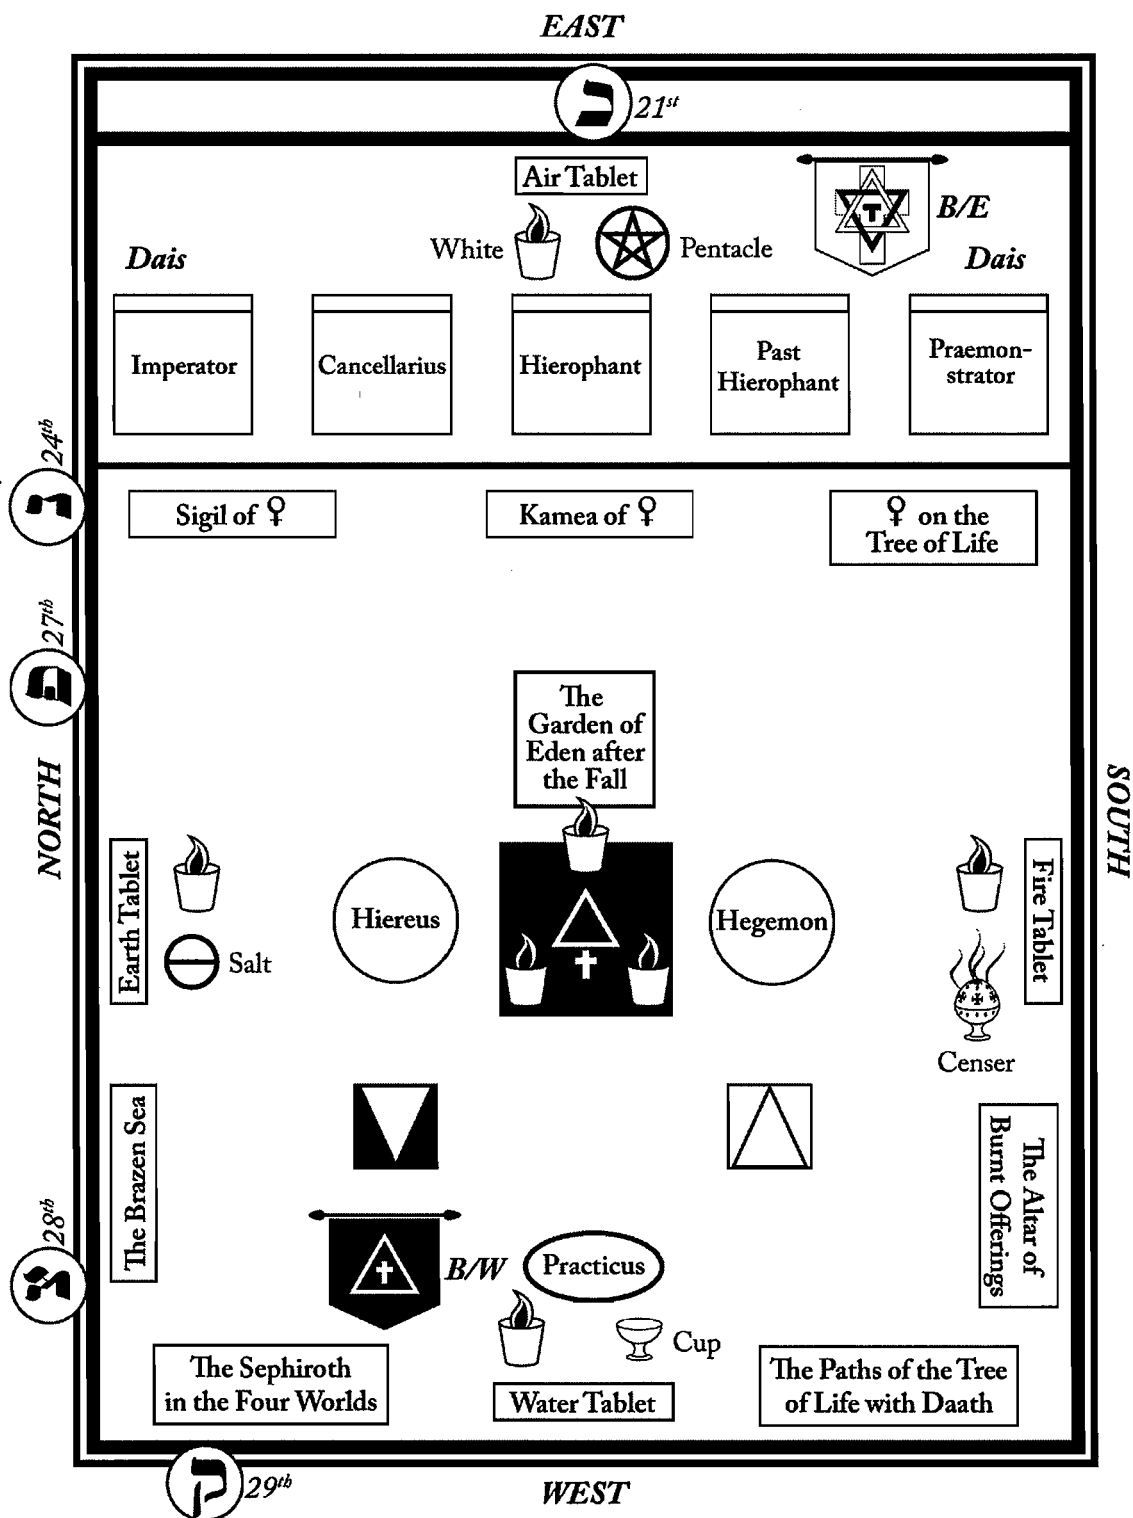 EAST
כ 21st
Air Tablet
B/E
White
Pentacle
Dais
Dais
Imperator
Cancellarius
Hierophant
Past
Hierophant
Praemon-
strator
נ 24th
Sigil of ♀
Kamea of ♀
♀ on the
Tree of Life
פ 27th
The
Garden of
Eden after
the Fall
NORTH
SOUTH
Earth Tablet
Salt
Hiereus
Hegemon
Fire Tablet
Censer
The Brazen Sea
The Altar of
Burnt Offerings
צ 28th
B/W
Practicus
Cup
The Sephiroth
in the Four Worlds
Water Tablet
The Paths of the Tree
of Life with Daath
ק 29th
WEST